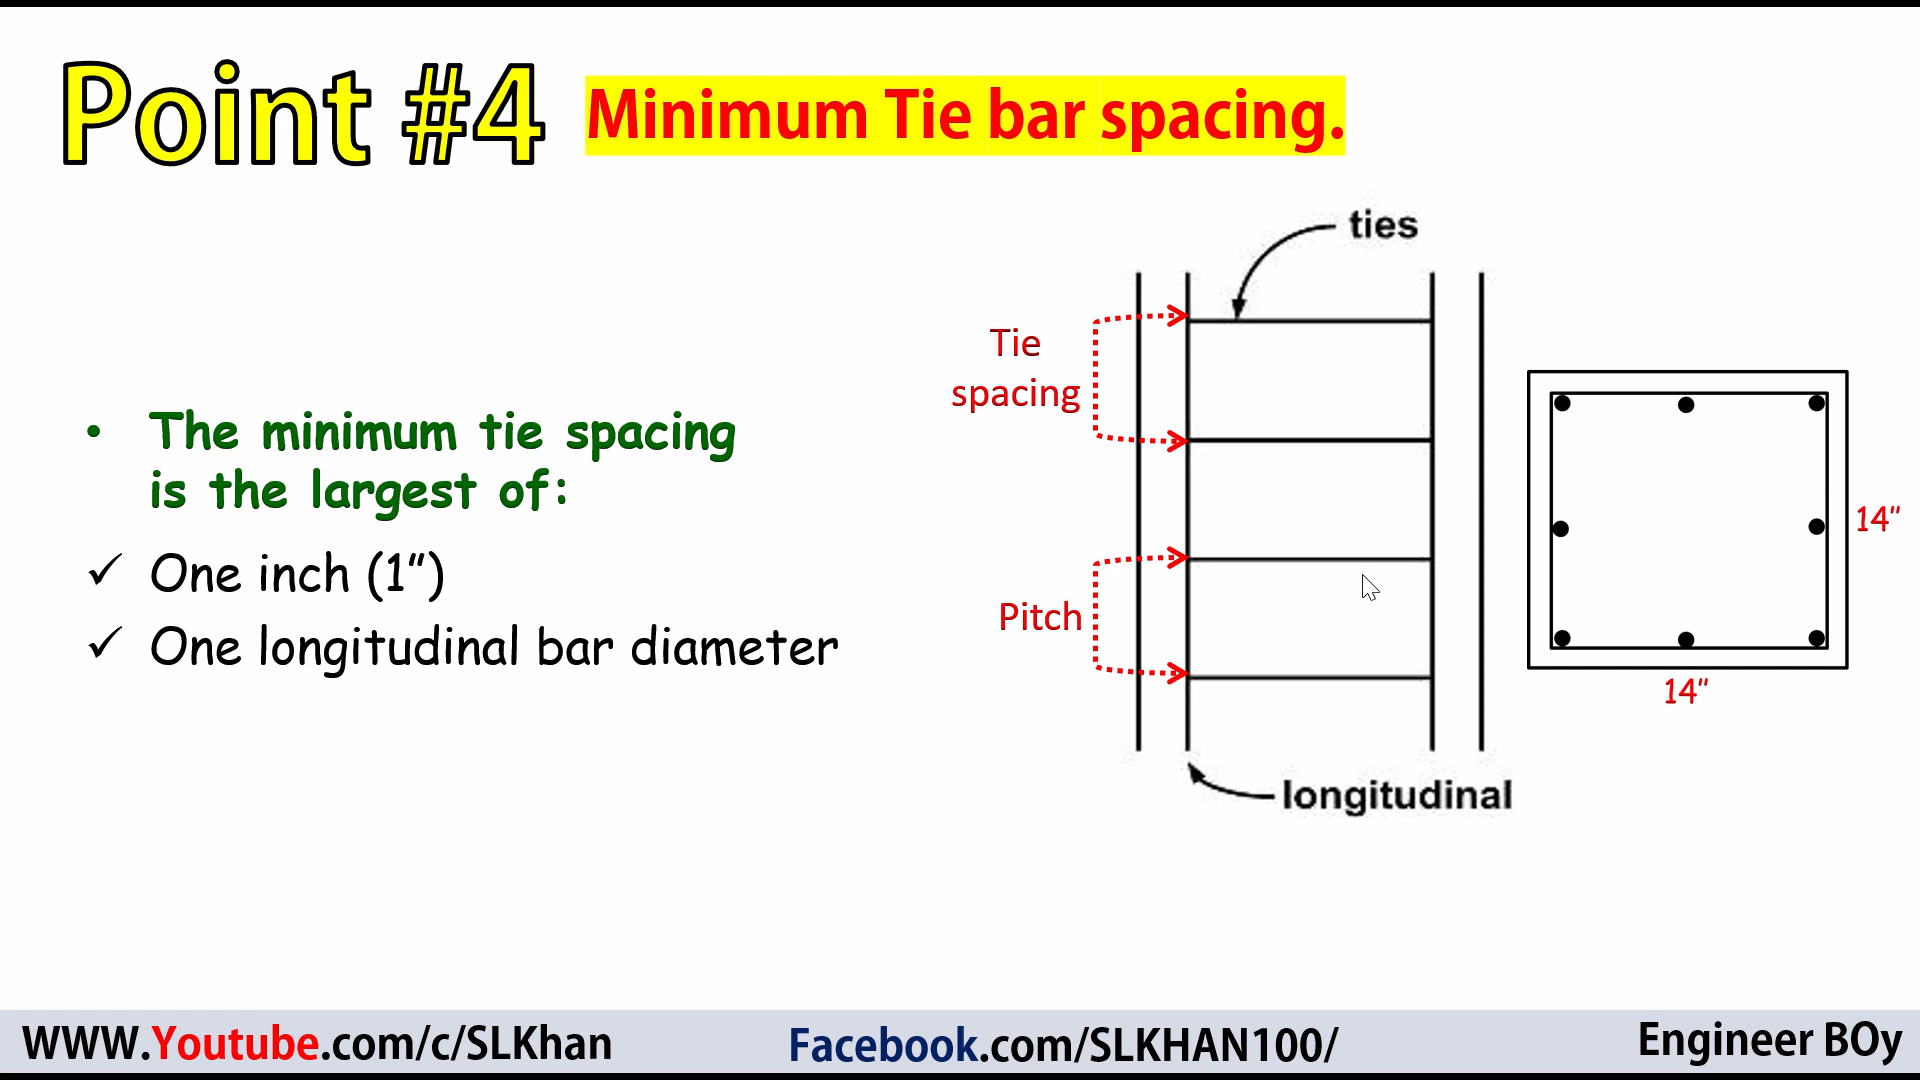 Point #4
Minimum Tie bar spacing.
ties
Tie
spacing
• The minimum tie spacing
is the largest of:
✓ One inch (1”)
✓ One longitudinal bar diameter
Pitch
14”
14”
longitudinal
WWW.Youtube.com/c/SLKhan
Facebook.com/SLKHAN100/
Engineer BOy